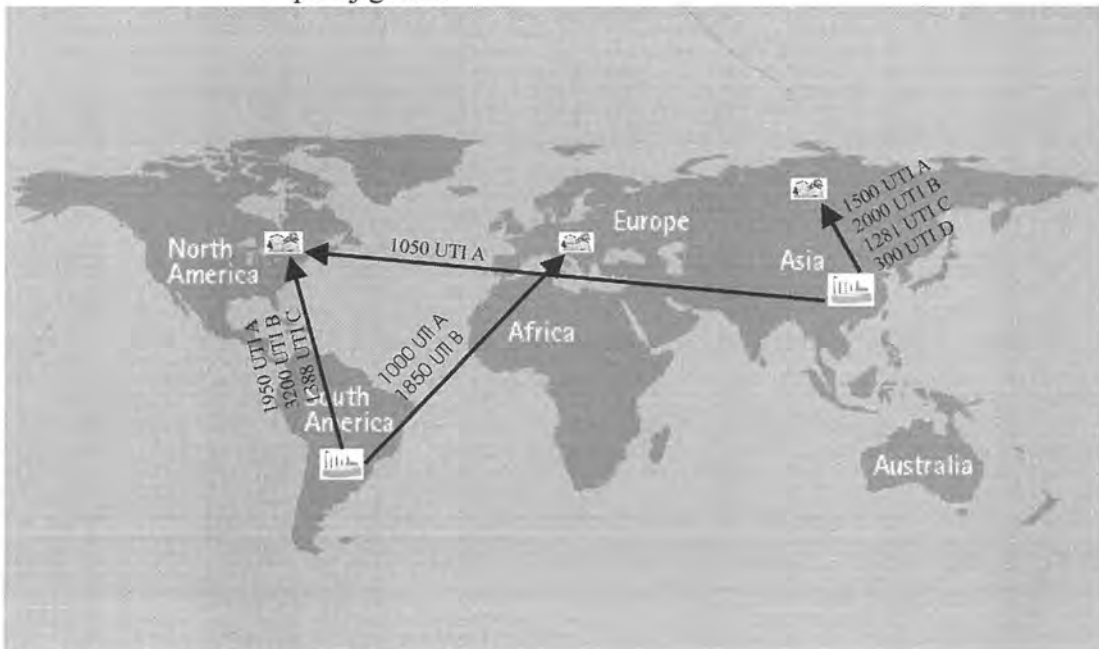 North
America
Europe
Asia
Africa
South
America
Australia
1050 UTI A
1950 UTI A
3200 UTI B
1388 UTI C
1000 UTI A
1850 UTI B
1500 UTI A
2000 UTI B
1281 UTI C
300 UTI D